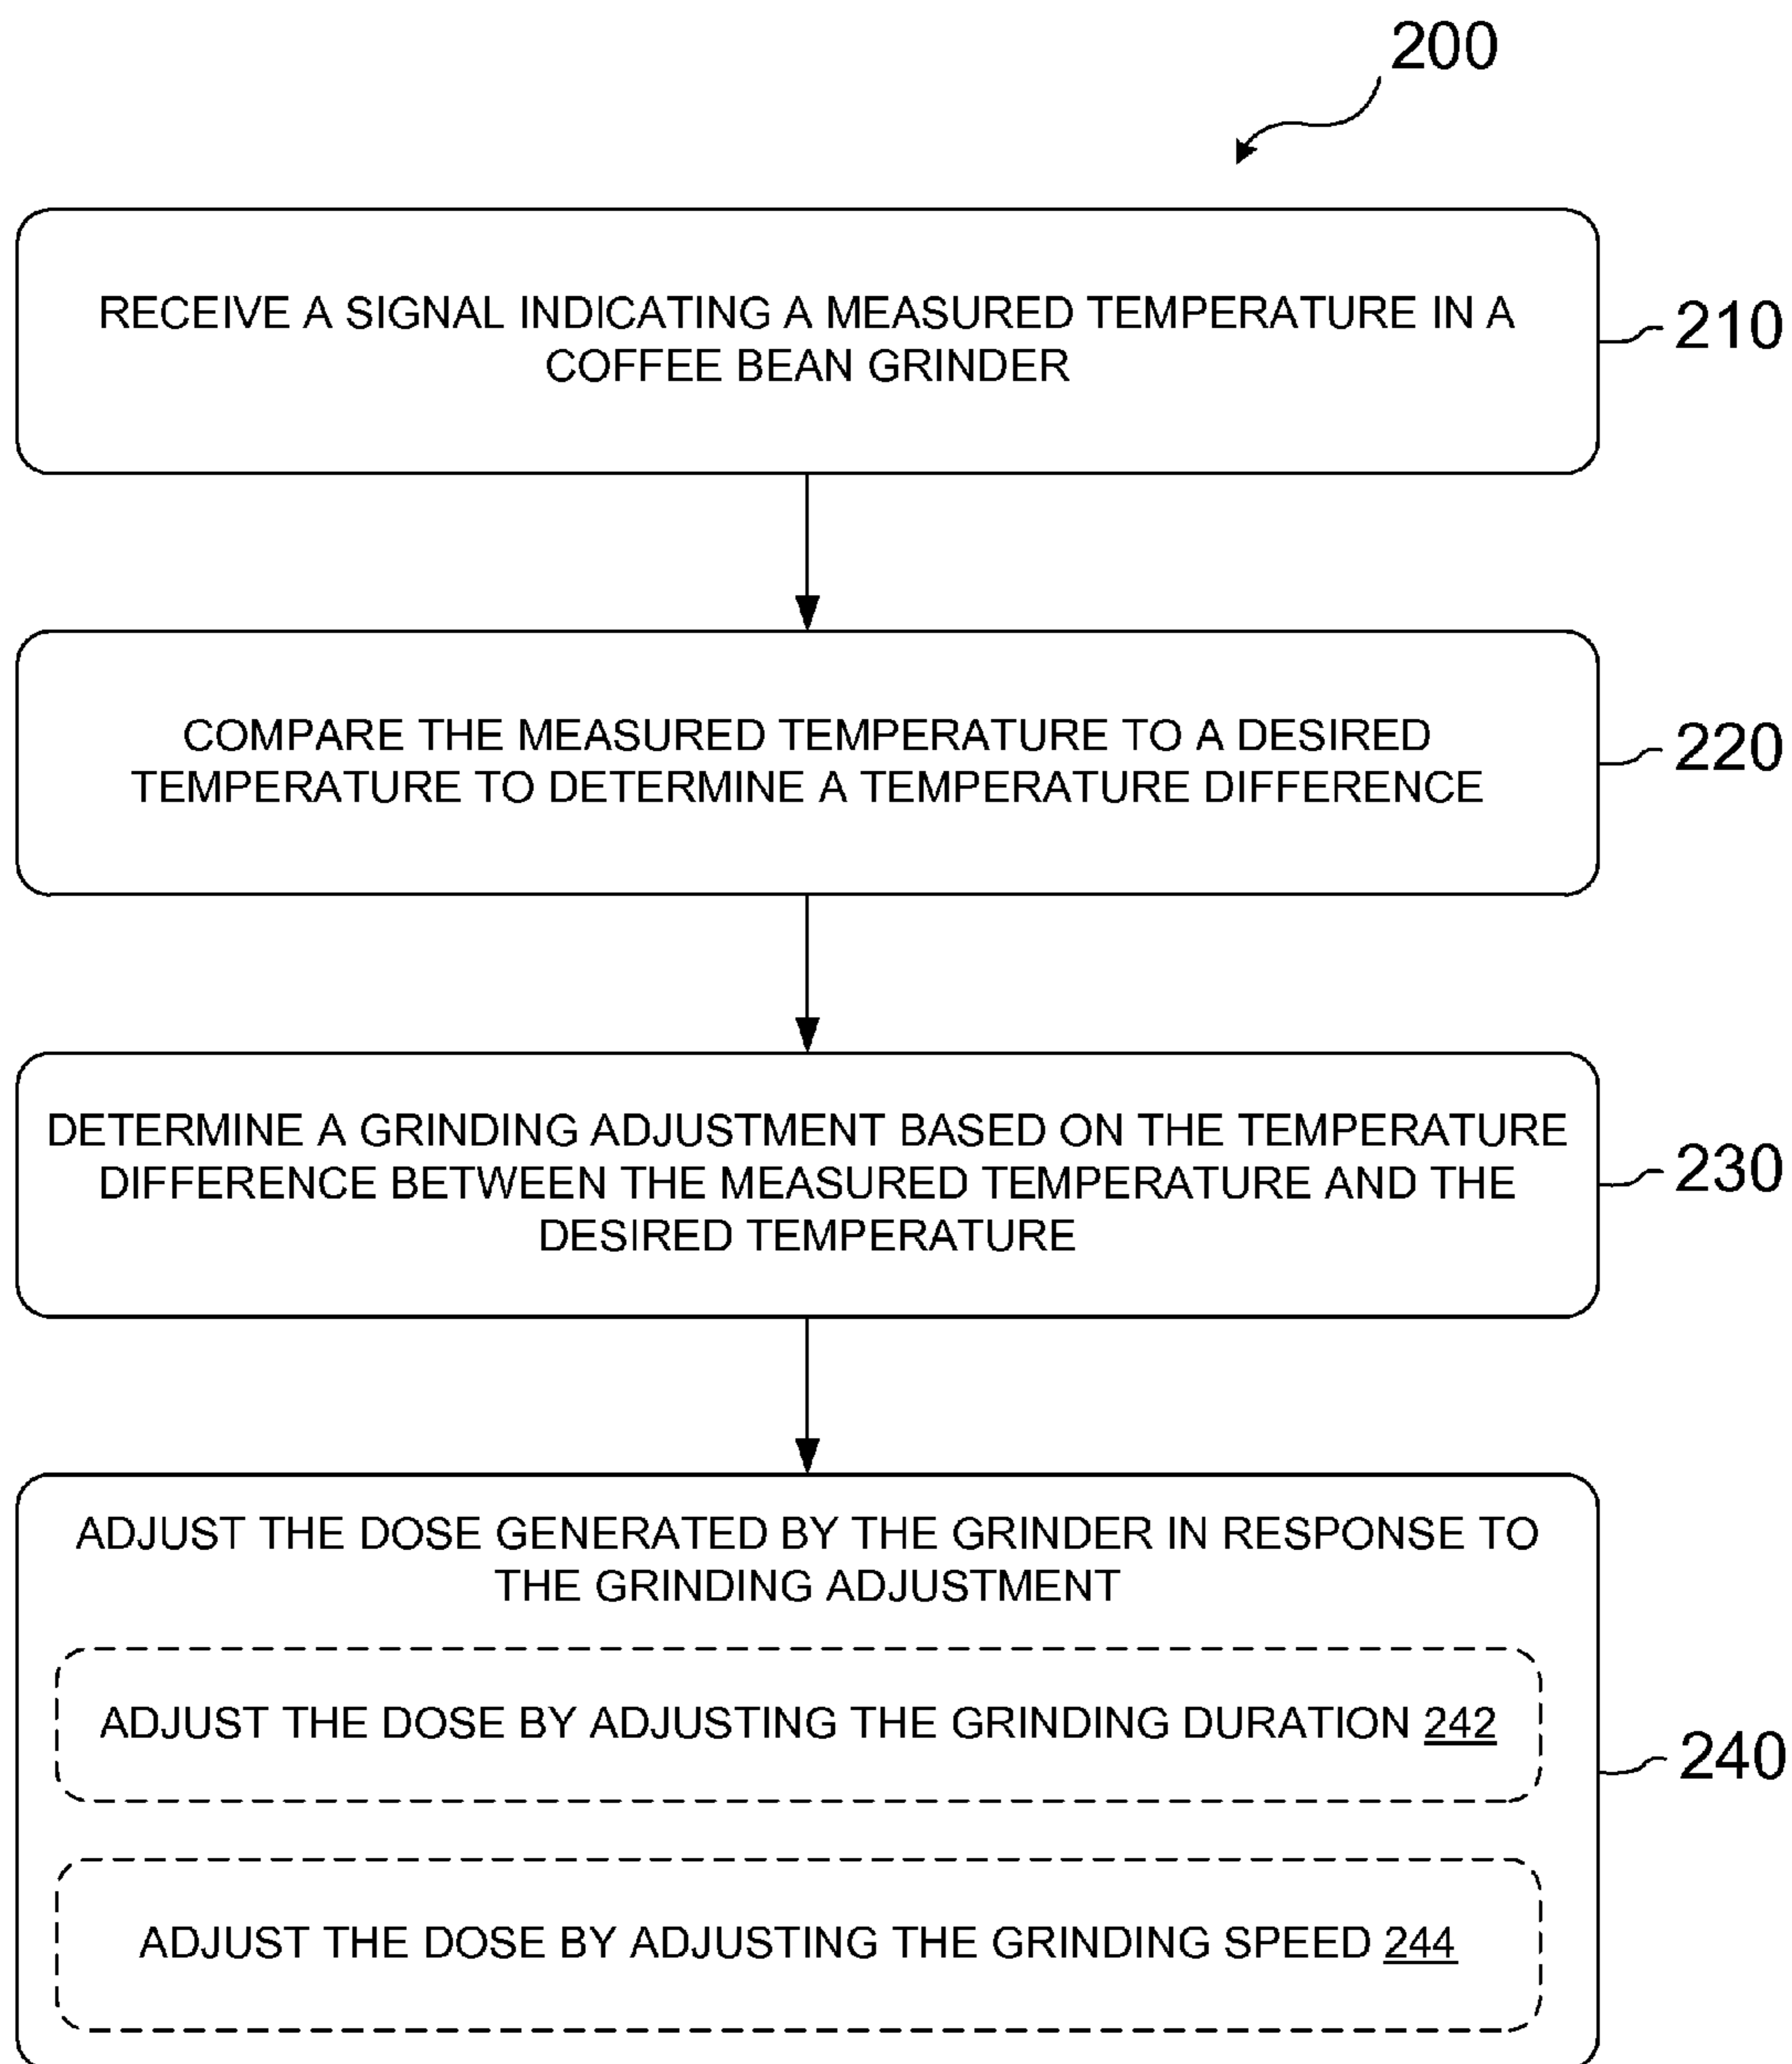 200
RECEIVE A SIGNAL INDICATING A MEASURED TEMPERATURE IN A
COFFEE BEAN GRINDER
210
COMPARE THE MEASURED TEMPERATURE TO A DESIRED
TEMPERATURE TO DETERMINE A TEMPERATURE DIFFERENCE
220
DETERMINE A GRINDING ADJUSTMENT BASED ON THE TEMPERATURE
DIFFERENCE BETWEEN THE MEASURED TEMPERATURE AND THE
DESIRED TEMPERATURE
230
ADJUST THE DOSE GENERATED BY THE GRINDER IN RESPONSE TO
THE GRINDING ADJUSTMENT
ADJUST THE DOSE BY ADJUSTING THE GRINDING DURATION 242
240
ADJUST THE DOSE BY ADJUSTING THE GRINDING SPEED 244